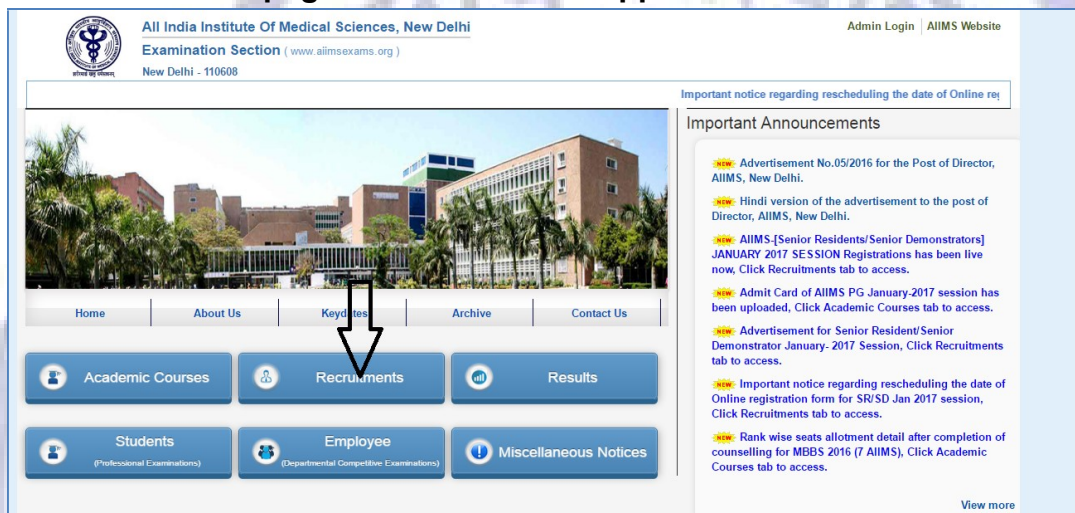 All India Institute Of Medical Sciences, New Delhi
Examination Section ( www.aiimsexams.org )
New Delhi - 110608
Admin Login
AIIMS Website
Important notice regarding rescheduling the date of Online
Important Announcements
NEW Advertisement No.05/2016 for the Post of Director,
AIIMS, New Delhi.
NEW Hindi version of the advertisement to the post of
Director, AIIMS, New Delhi.
NEW AIIMS-[Senior Residents/Senior Demonstrators]
JANUARY 2017 SESSION Registrations has been live
now, Click Recruitments tab to access.
NEW Admit Card of AIIMS PG January-2017 session has
been uploaded, Click Academic Courses tab to access.
NEW Advertisement for Senior Resident/Senior
Demonstrator January- 2017 Session, Click Recruitments
tab to access.
NEW Important notice regarding rescheduling the date of
Online registration form for SR/SD Jan 2017 session,
Click Recruitments tab to access.
NEW Rank wise seats allotment detail after completion of
counselling for MBBS 2016 (7 AIIMS), Click Academic
Courses tab to access.
View more
Home
About Us
Keydates
Archive
Contact Us
Academic Courses
Recruitments
Results
Students
(Professional Examinations)
Employee
(Departmental Competitive Examinations)
Miscellaneous Notices